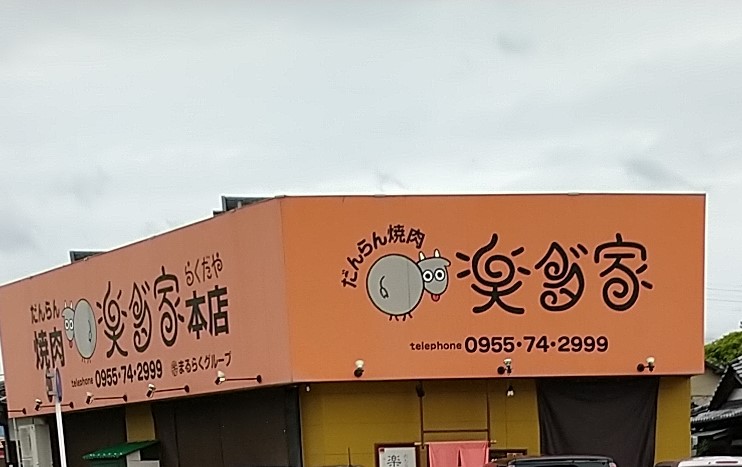 だんらん
焼肉
楽多家
らくだや
本店
telephone 0955・74・2999
まるらくグループ
だんらん焼肉
楽多家
telephone 0955・74・2999
楽